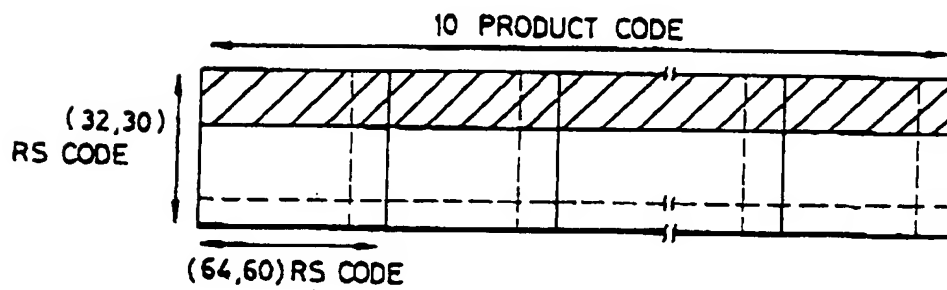 10 PRODUCT CODE
(32,30)
RS CODE
(64,60) RS CODE